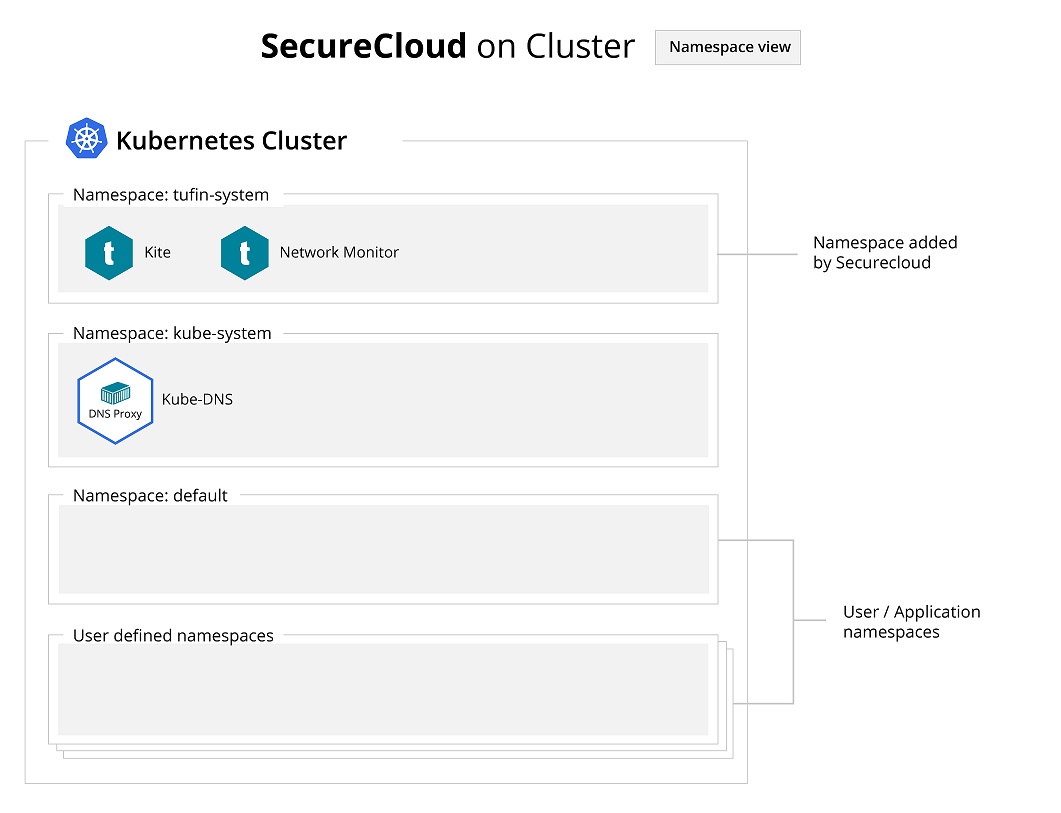 SecureCloud on Cluster
Namespace view
Kubernetes Cluster
Namespace: tufin-system
t
Kite
t
Network Monitor
Namespace added
by Securecloud
Namespace: kube-system
DNS Proxy
Kube-DNS
Namespace: default
User defined namespaces
User / Application
namespaces